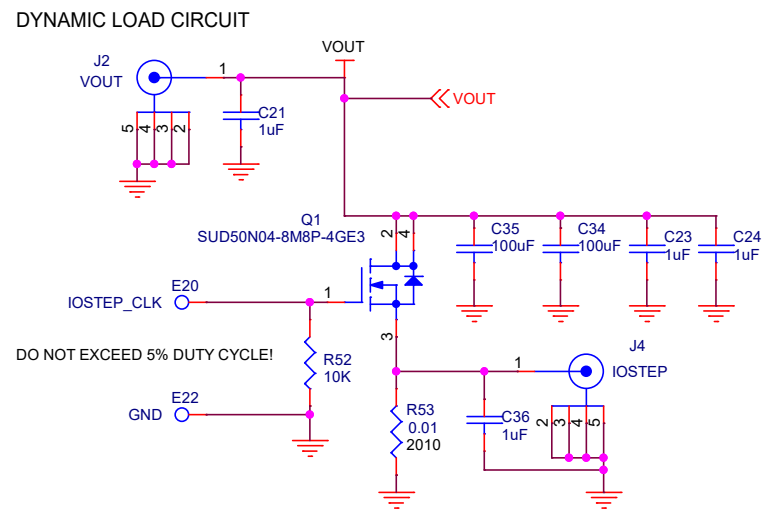 DYNAMIC LOAD CIRCUIT
J2
VOUT
1
VOUT
VOUT
C21
1uF
5
4
3
2
Q1
SUD50N04-8M8P-4GE3
2
4
C35
100uF
C34
100uF
C23
1uF
C24
1uF
E20
IOSTEP_CLK
1
3
DO NOT EXCEED 5% DUTY CYCLE!
R52
10K
E22
GND
R53
0.01
2010
C36
1uF
1
J4
IOSTEP
2
3
4
5